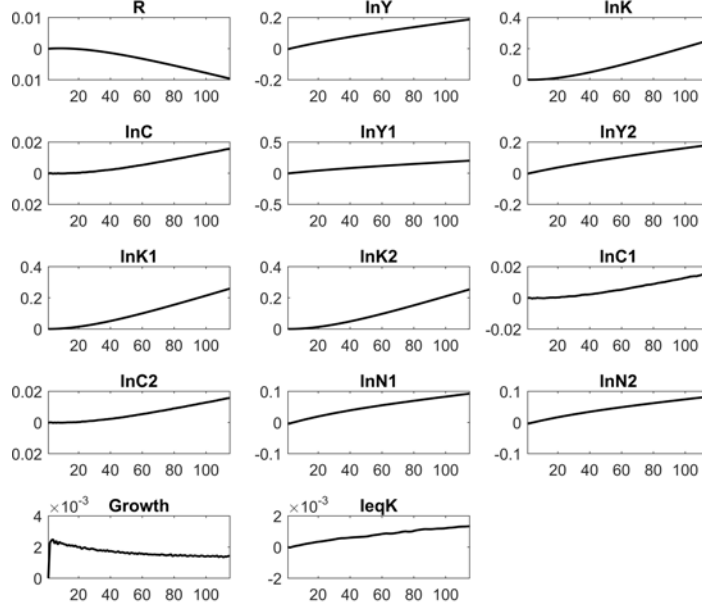 R lnY lnK
0.01 0.2 0.4
0 0 0.2
0.01 -0.2 0
20 40 60 80 100 20 40 60 80 100 20 40 60 80 100
lnC lnY1 lnY2
0.02 0.5 0.2
0 0 0
0.02 -0.5 -0.2
20 40 60 80 100 20 40 60 80 100 20 40 60 80 100
lnK1 lnK2 lnC1
0.4 0.4 0.02
0.2 0.2 0
0 0 -0.02
20 40 60 80 100 20 40 60 80 100 20 40 60 80 100
lnC2 lnN1 lnN2
0.02 0.1 0.1
0 0 0
0.02 -0.1 -0.1
20 40 60 80 100 20 40 60 80 100 20 40 60 80 100
×10⁻³ Growth ×10⁻³ IeqK
4 2
2 0
0 -2
20 40 60 80 100 20 40 60 80 100